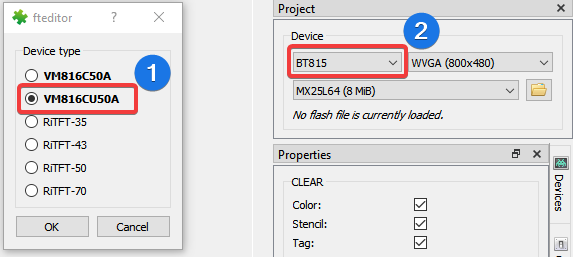 fteditor
Device type
VM816C50A
VM816CU50A
RiTFT-35
RiTFT-43
RiTFT-50
RiTFT-70
OK
Cancel
1
Project
2
Device
BT815
WVGA (800x480)
MX25L64 (8 MiB)
No flash file is currently loaded.
Properties
CLEAR
Color:
Stencil:
Tag:
Devices